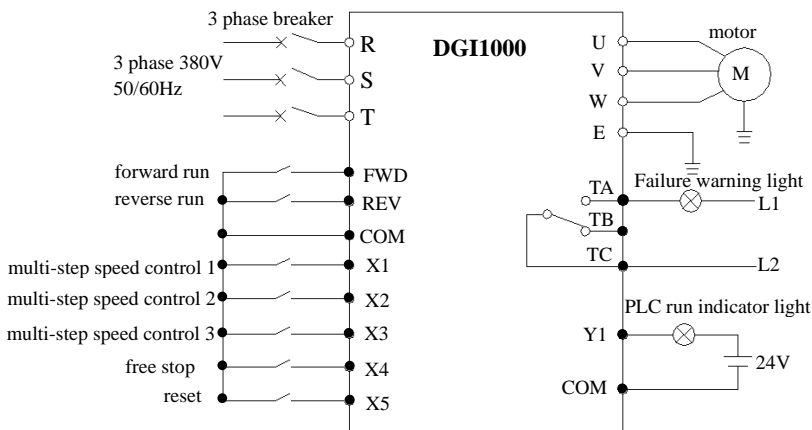 3 phase breaker
DGI1000
motor
R
U
3 phase 380V
V
M
50/60Hz
S
W
T
E
forward run
FWD
TA
Failure warning light
reverse run
REV
L1
TB
COM
TC
multi-step speed control 1
X1
L2
multi-step speed control 2
X2
PLC run indicator light
multi-step speed control 3
X3
Y1
free stop
X4
24V
reset
X5
COM